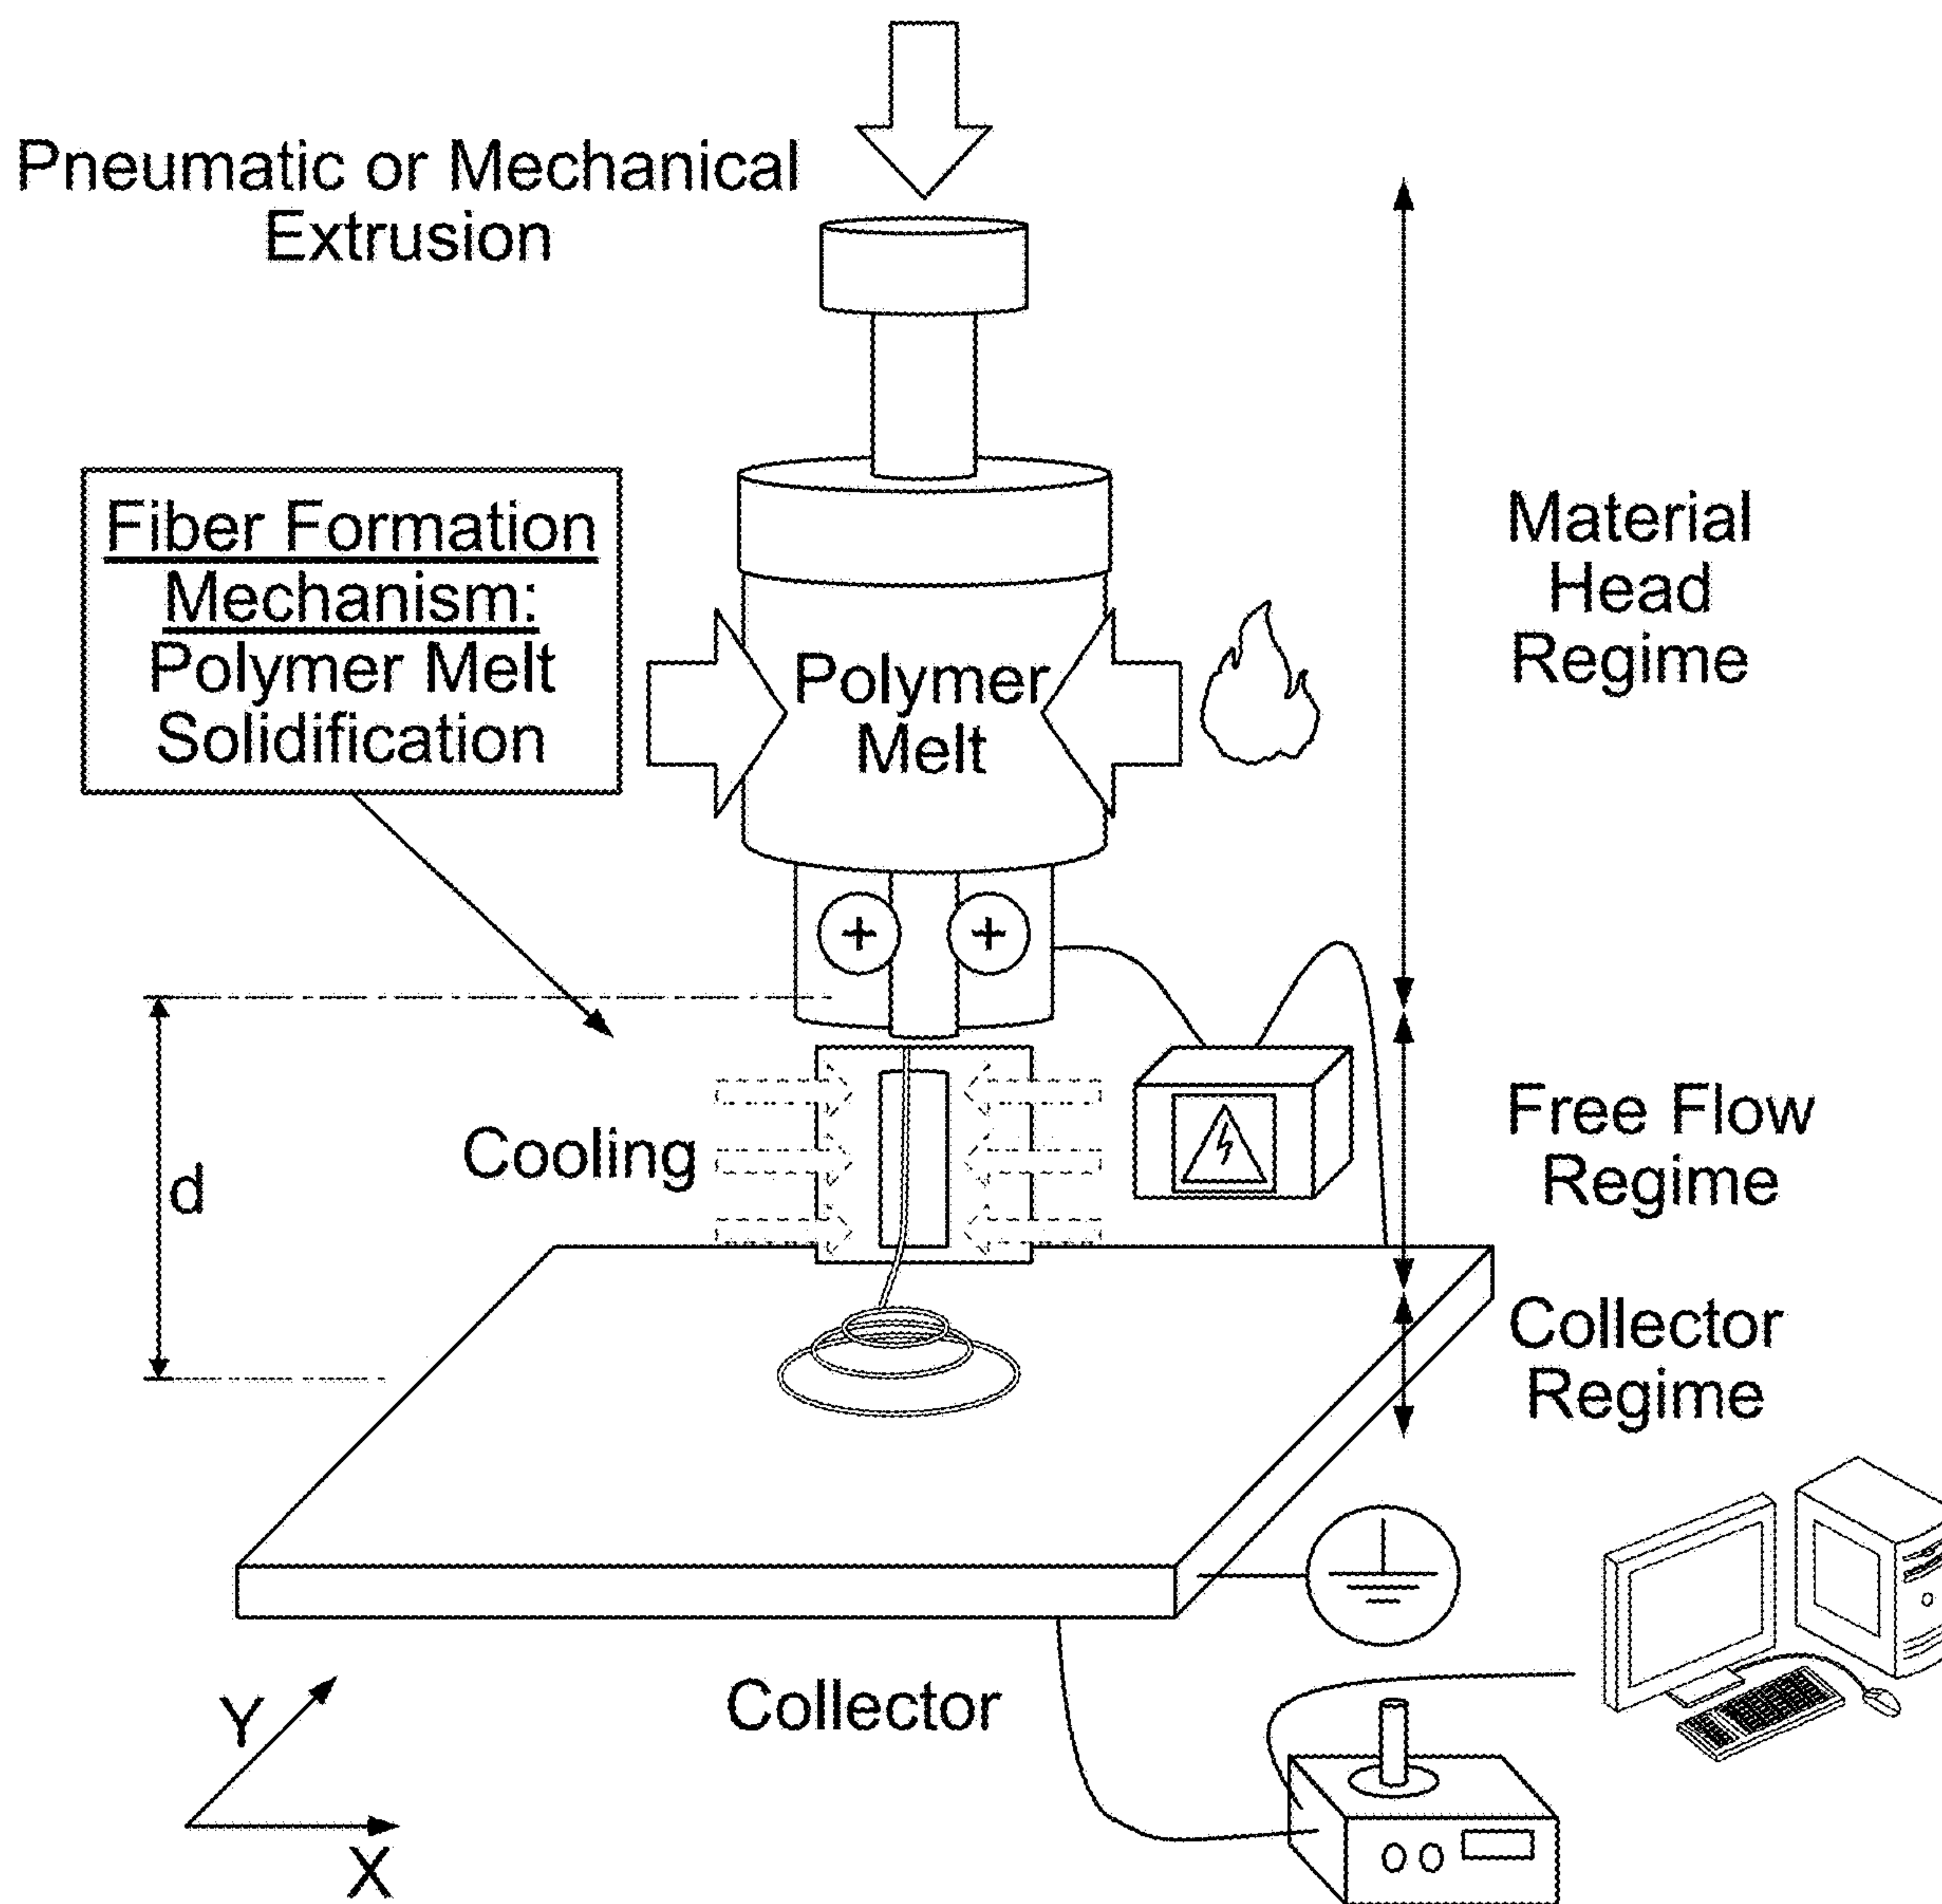 Pneumatic or Mechanical
Extrusion
Fiber Formation
Mechanism:
Polymer Melt
Solidification
Polymer
Melt
Material
Head
Regime
+ +
d
Cooling
Free Flow
Regime
Collector
Regime
Collector
Y
X